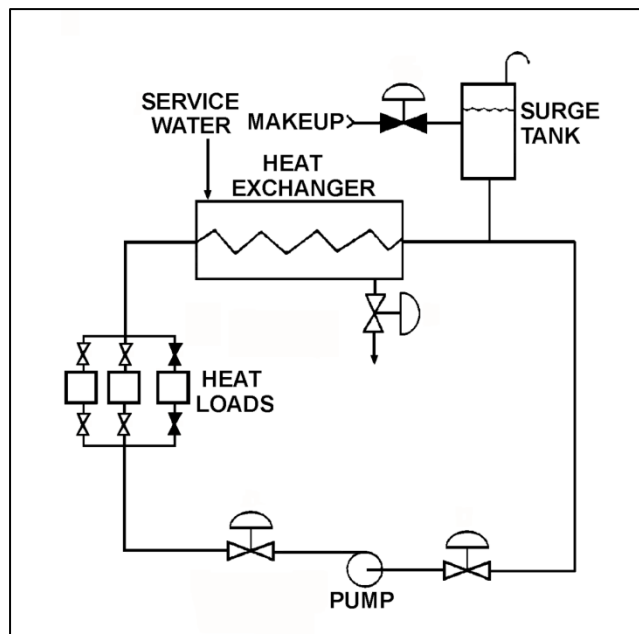 SERVICE
WATER
MAKEUP
SURGE
TANK
HEAT
EXCHANGER
HEAT
LOADS
PUMP